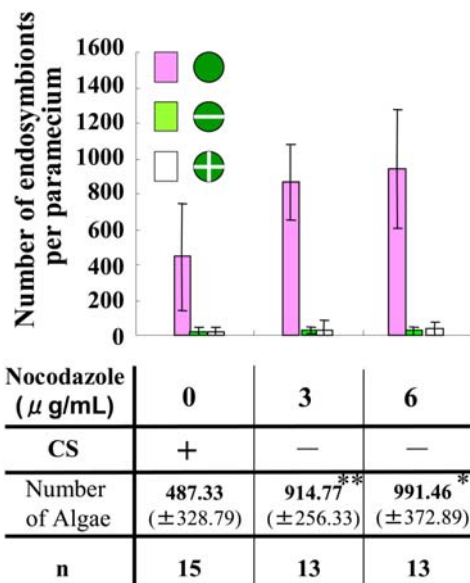 Number of endosymbionts
per paramecium
1600
1400
1200
1000
800
600
400
200
0
Nocodazole
(μg/mL) 0 3 6
CS + — —
Number of Algae 487.33 914.77** 991.46*
(±328.79) (±256.33) (±372.89)
n 15 13 13